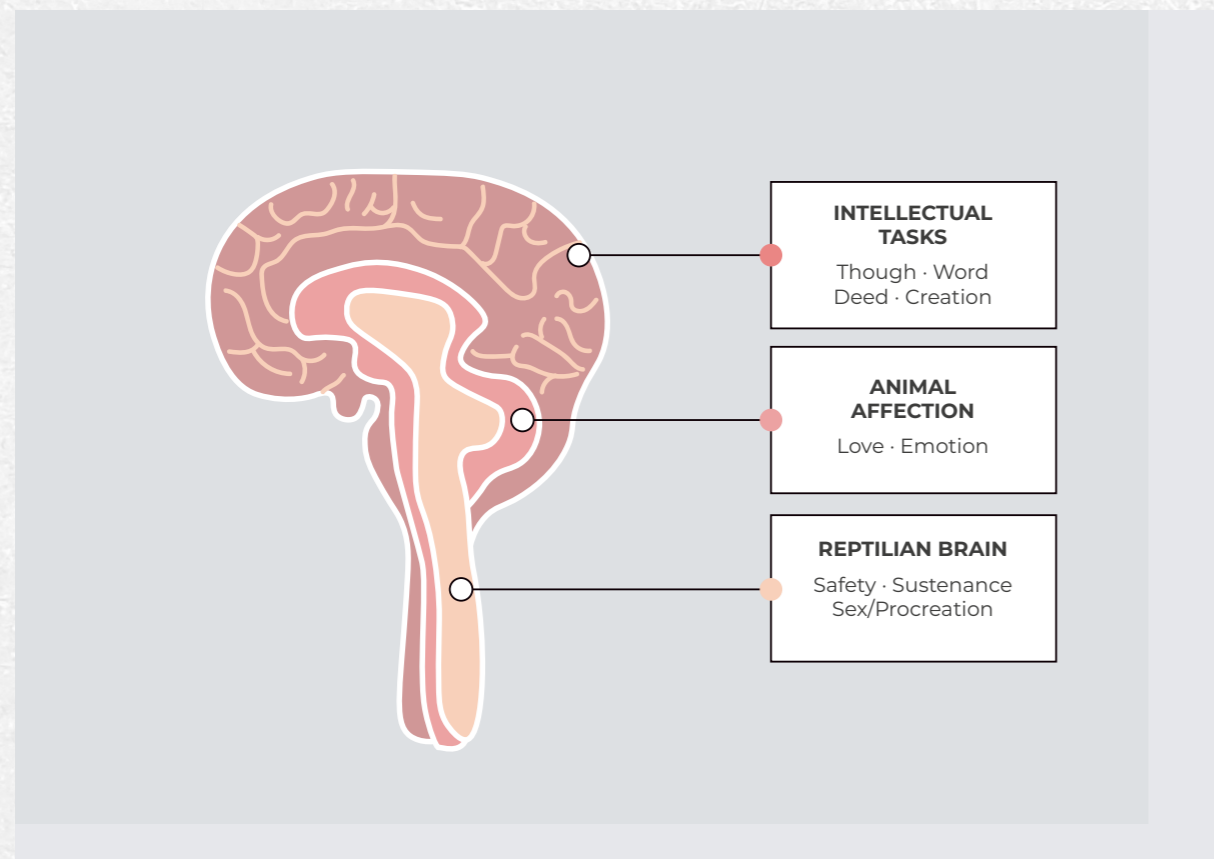 INTELLECTUAL
TASKS
Though · Word
Deed · Creation
ANIMAL
AFFECTION
Love · Emotion
REPTILIAN BRAIN
Safety · Sustenance
Sex/Procreation